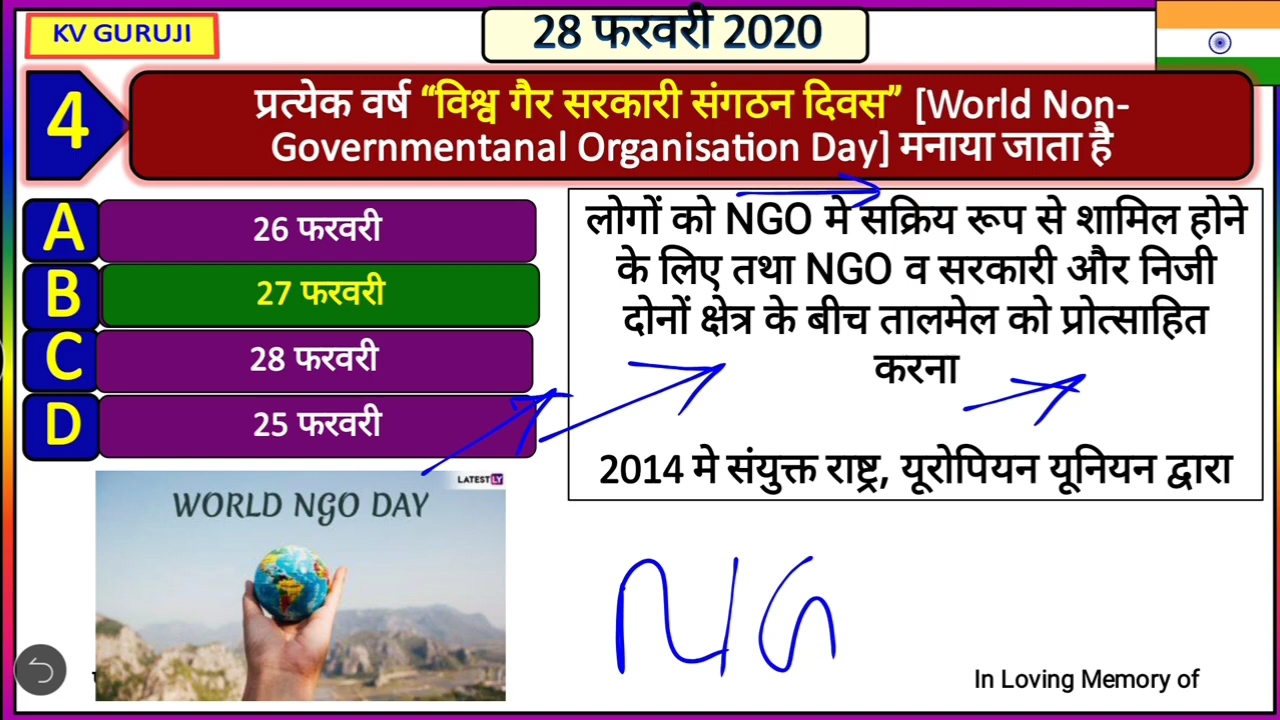 KV GURUJI
28 फरवरी 2020
4
प्रत्येक वर्ष “विश्व गैर सरकारी संगठन दिवस” [World Non-
Governmentanal Organisation Day] मनाया जाता है
A 26 फरवरी
B 27 फरवरी
C 28 फरवरी
D 25 फरवरी
लोगों को NGO मे सक्रिय रूप से शामिल होने
के लिए तथा NGO व सरकारी और निजी
दोनों क्षेत्र के बीच तालमेल को प्रोत्साहित
करना
2014 मे संयुक्त राष्ट्र, यूरोपियन यूनियन द्वारा
LATESTLY
WORLD NGO DAY
NG
In Loving Memory of